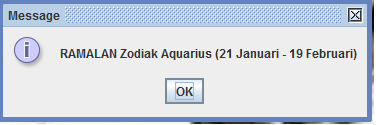 Message
RAMALAN Zodiak Aquarius (21 Januari - 19 Februari)
OK